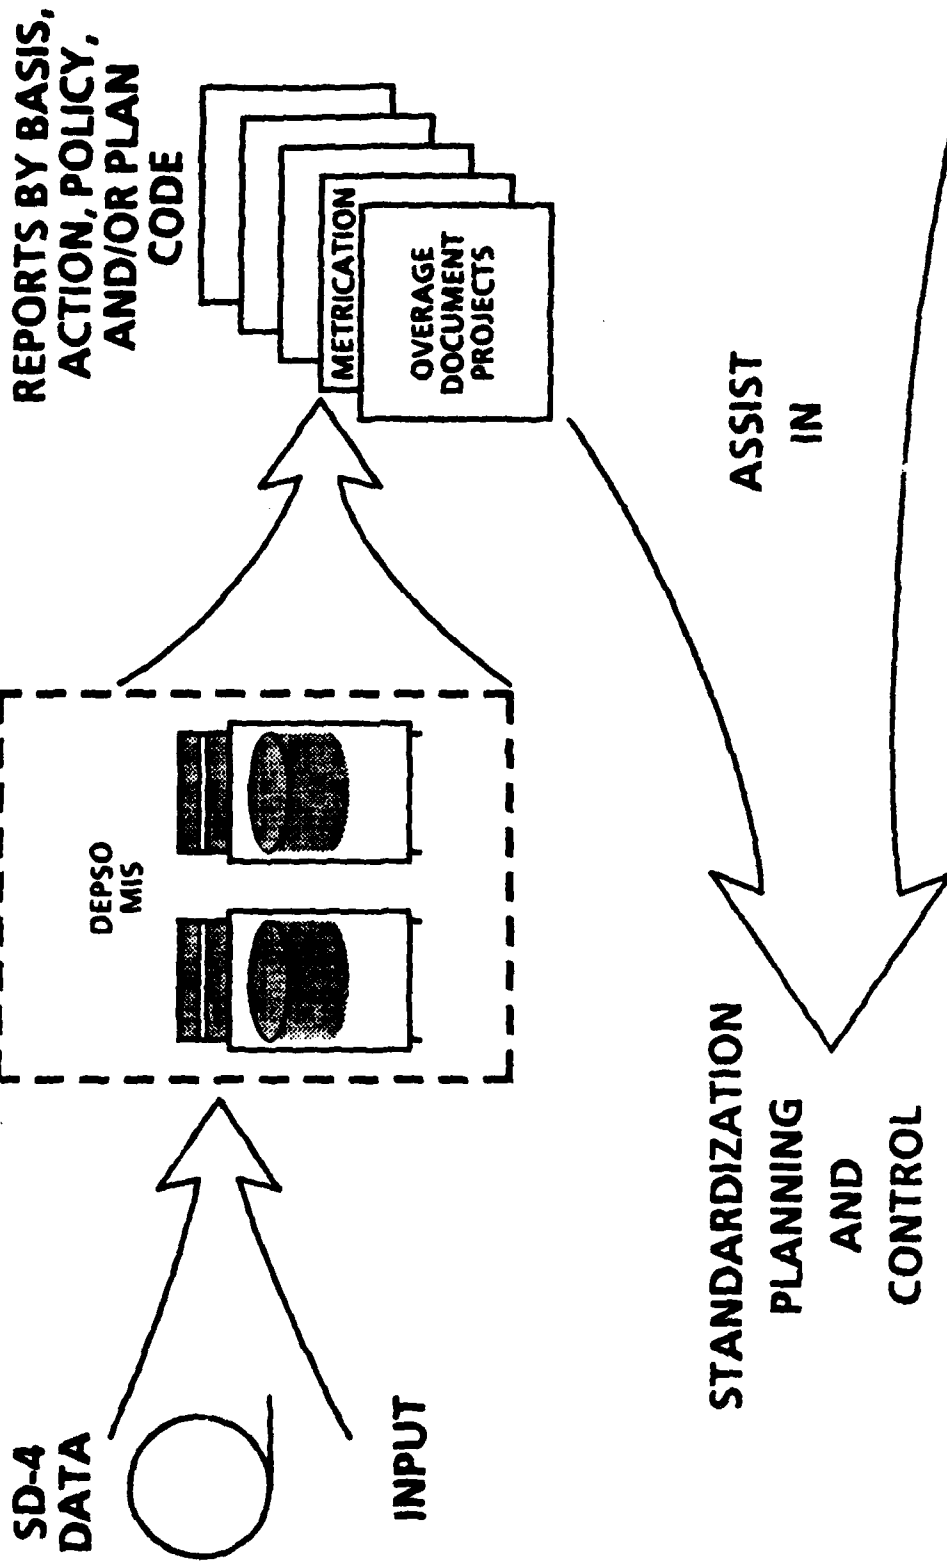 SD-4
DATA
INPUT
DEPSO
MIS
REPORTS BY BASIS,
ACTION, POLICY,
AND/OR PLAN
CODE
METRICATION
OVERAGE
DOCUMENT
PROJECTS
ASSIST
IN
STANDARDIZATION
PLANNING
AND
CONTROL